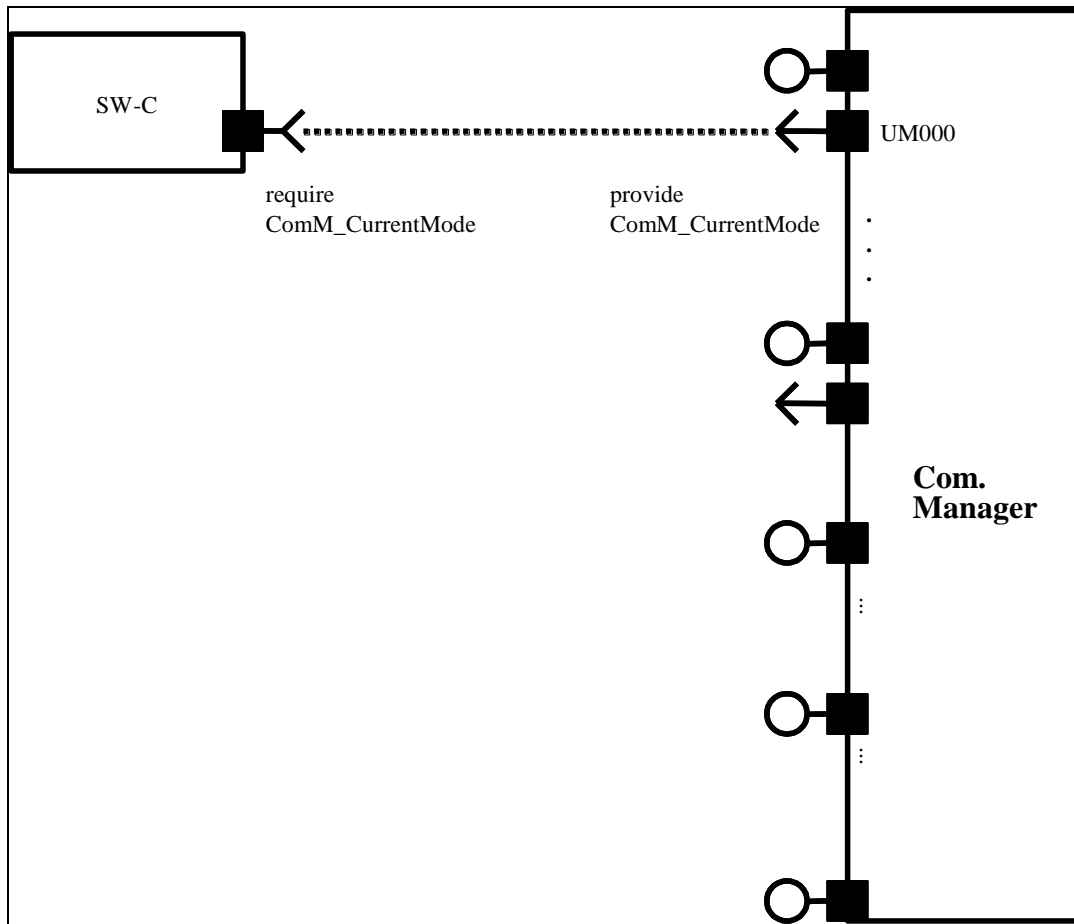 SW-C
UM000
require
ComM_CurrentMode
provide
ComM_CurrentMode
Com.
Manager